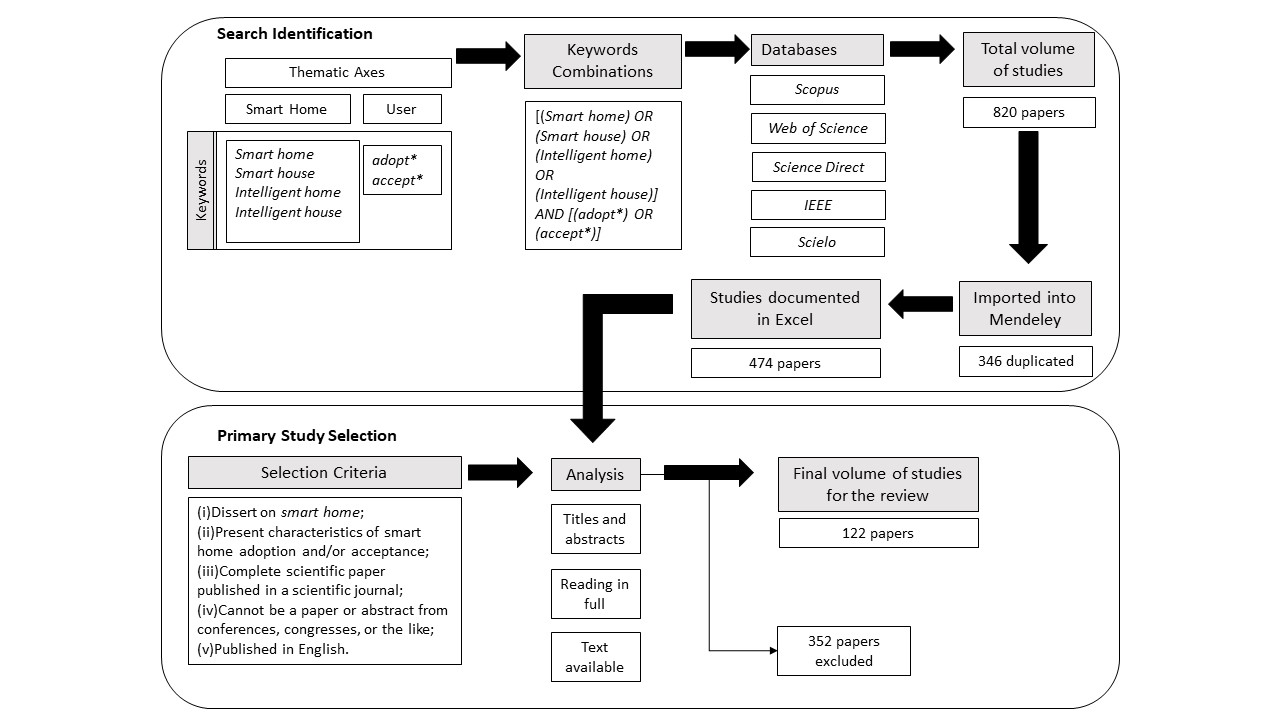 Search Identification
Thematic Axes
Smart Home
User
Keywords
Smart home
Smart house
Intelligent home
Intelligent house
adopt*
accept*
Keywords
Combinations
[(Smart home) OR
(Smart house) OR
(Intelligent home)
OR
(Intelligent house)]
AND [(adopt*) OR
(accept*)]
Databases
Scopus
Web of Science
Science Direct
IEEE
Scielo
Total volume
of studies
820 papers
Imported into
Mendeley
346 duplicated
Studies documented
in Excel
474 papers
Primary Study Selection
Selection Criteria
(i)Dissert on smart home;
(ii)Present characteristics of smart
home adoption and/or acceptance;
(iii)Complete scientific paper
published in a scientific journal;
(iv)Cannot be a paper or abstract from
conferences, congresses, or the like;
(v)Published in English.
Analysis
Titles and
abstracts
Reading in
full
Text
available
Final volume of studies
for the review
122 papers
352 papers
excluded